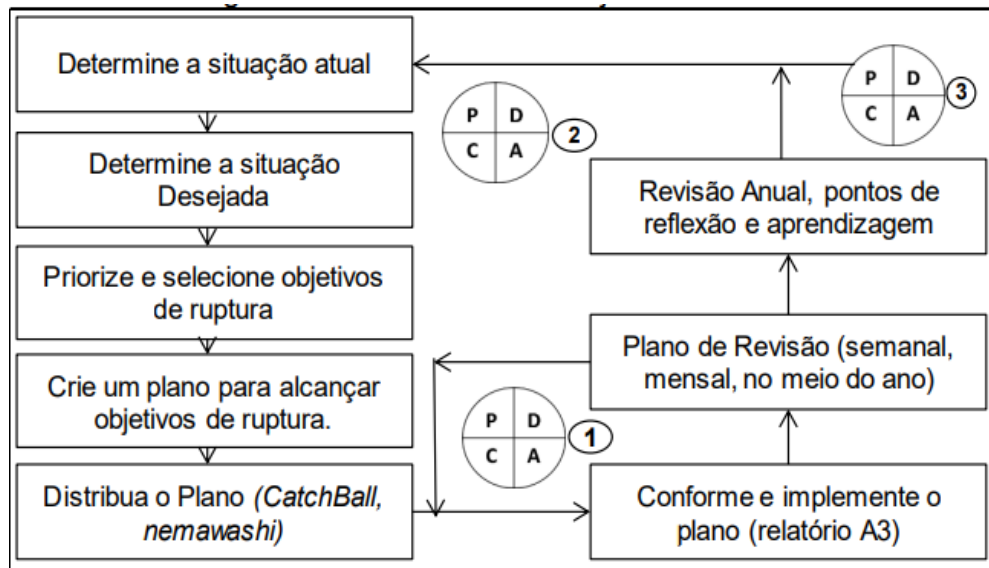 Determine a situação atual
Determine a situação
Desejada
Priorize e selecione objetivos
de ruptura
Crie um plano para alcançar
objetivos de ruptura.
Distribua o Plano (CatchBall,
nemawashi)
P D
C A
2
P D
C A
1
P D
C A
3
Revisão Anual, pontos de
reflexão e aprendizagem
Plano de Revisão (semanal,
mensal, no meio do ano)
Conforme e implemente o
plano (relatório A3)